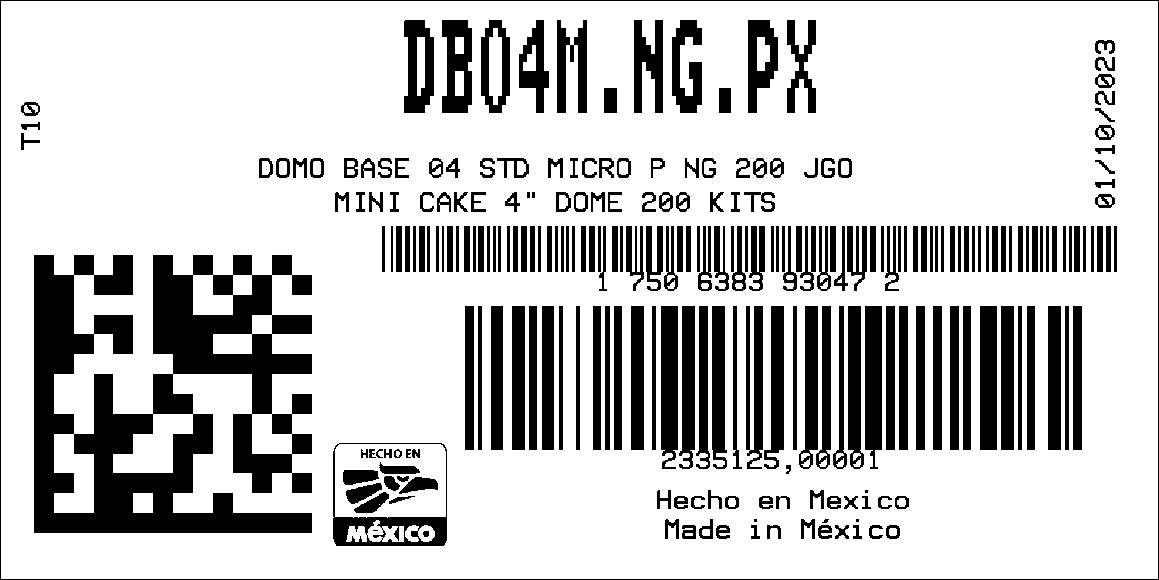 DB04M.NG.PX
T10
01/10/2023
DOMO BASE 04 STD MICRO P NG 200 JGO
MINI CAKE 4" DOME 200 KITS
1 750 6383 93047 2
2335125,00001
HECHO EN
MéXICO
Hecho en Mexico
Made in México